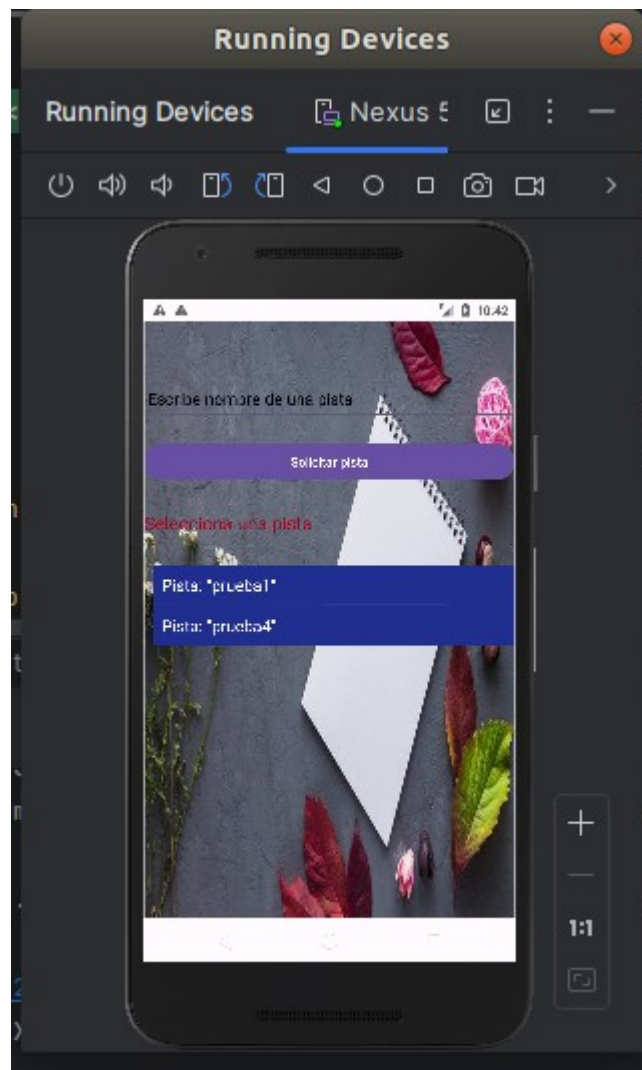 Running Devices
Running Devices Nexus 5
10:42
Escribe nombre de una pista
Solicitar pista
Selecciona una pista
Pista: "prueba1"
Pista: "prueba4"
1:1